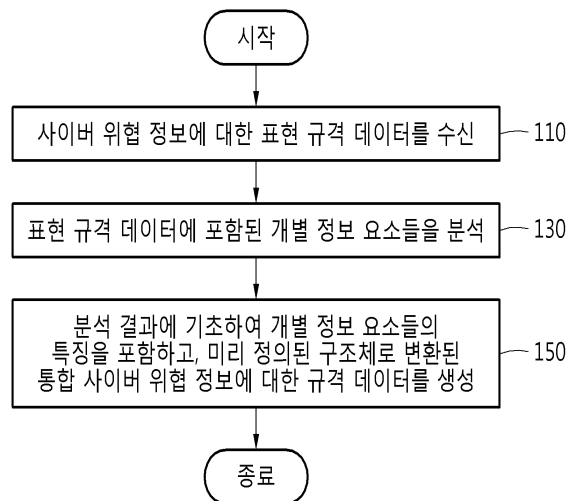 시작
사이버 위협 정보에 대한 표현 규격 데이터를 수신
110
표현 규격 데이터에 포함된 개별 정보 요소들을 분석
130
분석 결과에 기초하여 개별 정보 요소들의
특징을 포함하고, 미리 정의된 구조체로 변환된
통합 사이버 위협 정보에 대한 규격 데이터를 생성
150
종료